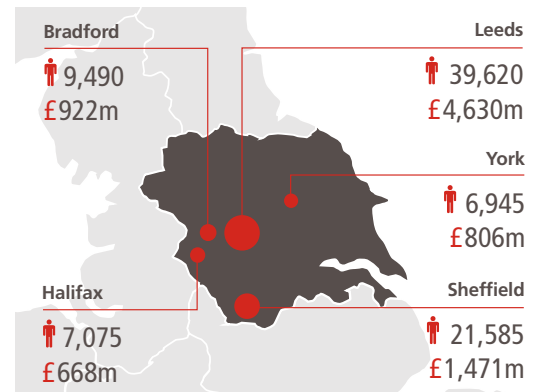 Bradford
9,490
£922m
Leeds
39,620
£4,630m
York
6,945
£806m
Halifax
7,075
£668m
Sheffield
21,585
£1,471m